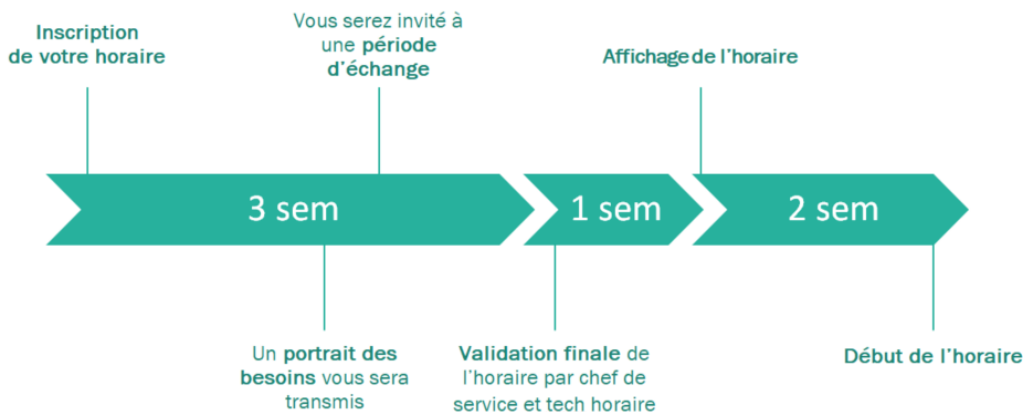 Inscription
de votre horaire
Vous serez invité à
une période
d'échange
Affichage de l'horaire
3 sem
1 sem
2 sem
Un portrait des
besoins vous sera
transmis
Validation finale de
l'horaire par chef de
service et tech horaire
Début de l'horaire